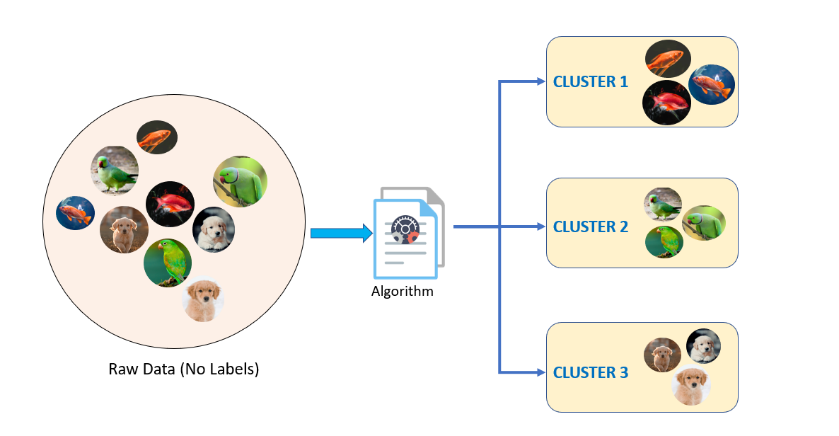 Raw Data (No Labels)
Algorithm
CLUSTER 1
CLUSTER 2
CLUSTER 3